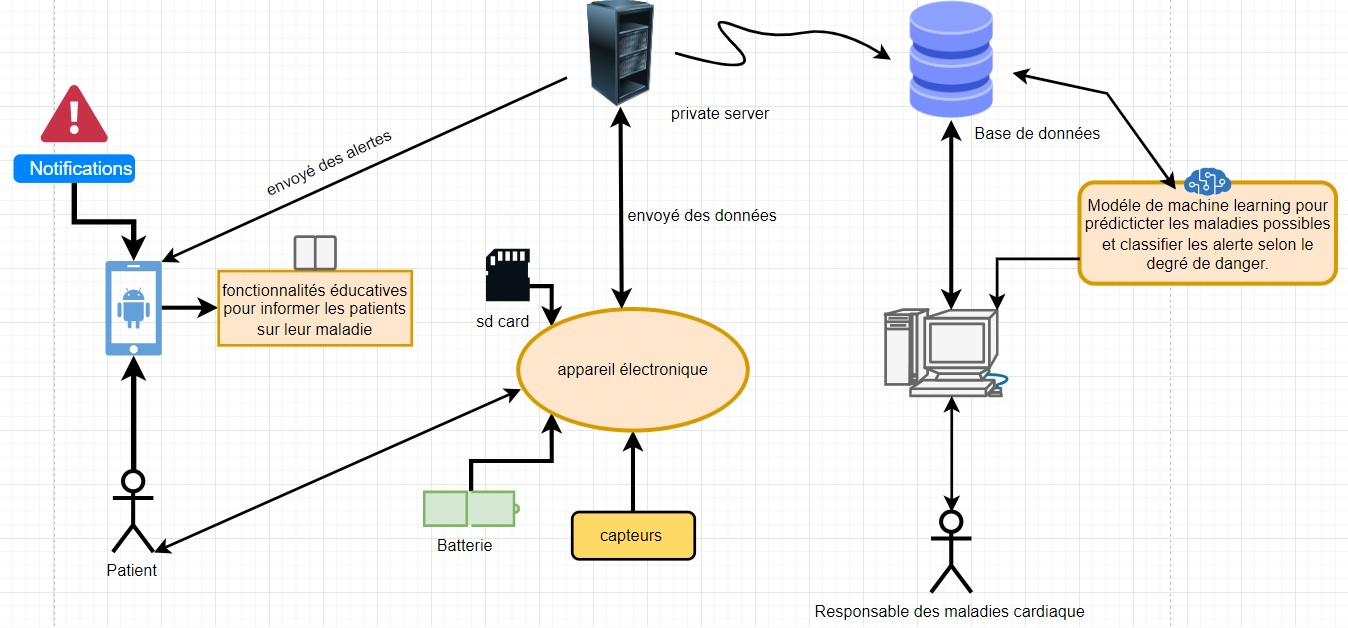 private server
Base de données
Notifications
envoyé des alertes
envoyé des données
Modéle de machine learning pour
prédicticter les maladies possibles
et classifier les alerte selon le
degré de danger.
fonctionnalités éducatives
pour informer les patients
sur leur maladie
sd card
appareil électronique
Batterie
capteurs
Patient
Responsable des maladies cardiaque